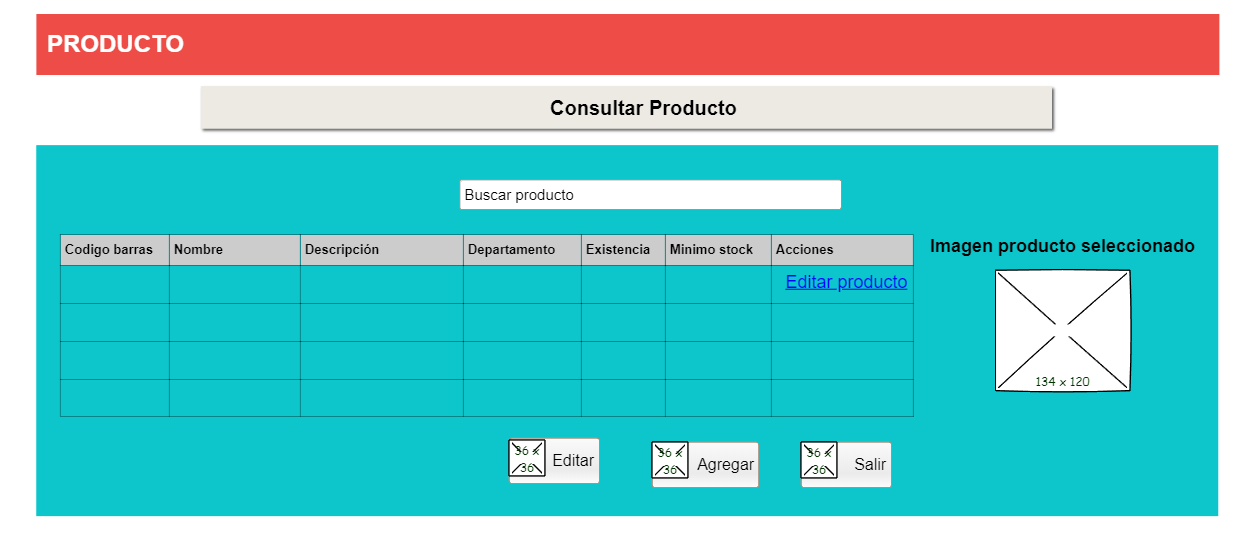 PRODUCTO
Consultar Producto
Buscar producto
Codigo barras Nombre Descripción Departamento Existencia Minimo stock Acciones
Imagen producto seleccionado
Editar producto
134 x 120
36 x
36
Editar
36 x
36
Agregar
36 x
36
Salir